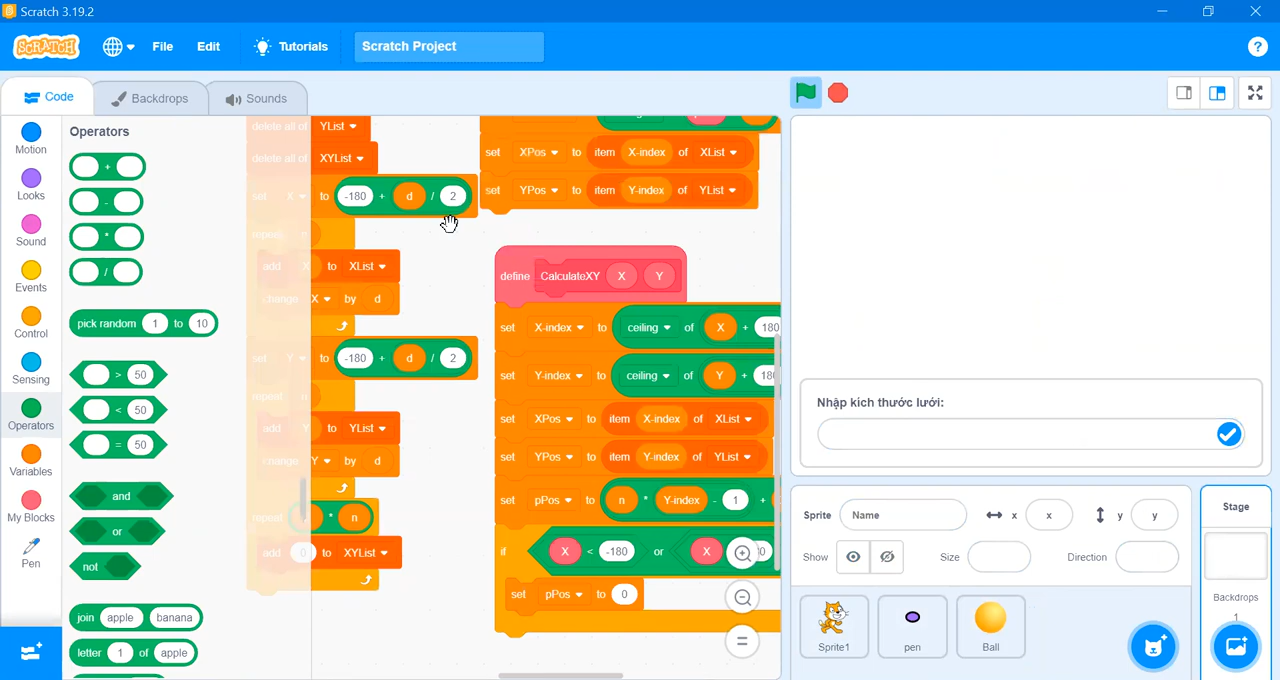 Scratch 3.19.2
SCRATCH File Edit Tutorials Scratch Project ?
Code Backdrops Sounds
Motion
Looks
Sound
Events
Control
Sensing
Operators
Variables
My Blocks
Pen
Operators
+
-
*
/
pick random 1 to 10
> 50
< 50
= 50
and
or
not
join apple banana
letter 1 of apple
delete all of YList
delete all of XYList
set X to -180 + d / 2
repeat n
add X to XList
change X by d
set Y to -180 + d / 2
repeat n
add Y to YList
change Y by d
repeat * n
add 0 to XYList
set XPos to item X-index of XList
set YPos to item Y-index of YList
define CalculateXY X Y
set X-index to ceiling of X + 180
set Y-index to ceiling of Y +
set XPos to item X-index of XList
set YPos to item Y-index of YList
set pPos to n * Y-index - 1 +
if X < -180 or X
set pPos to 0
Nhập kích thước lưới:
Sprite Name x x y y
Show Size Direction
Sprite1 pen Ball
Stage
Backdrops
1